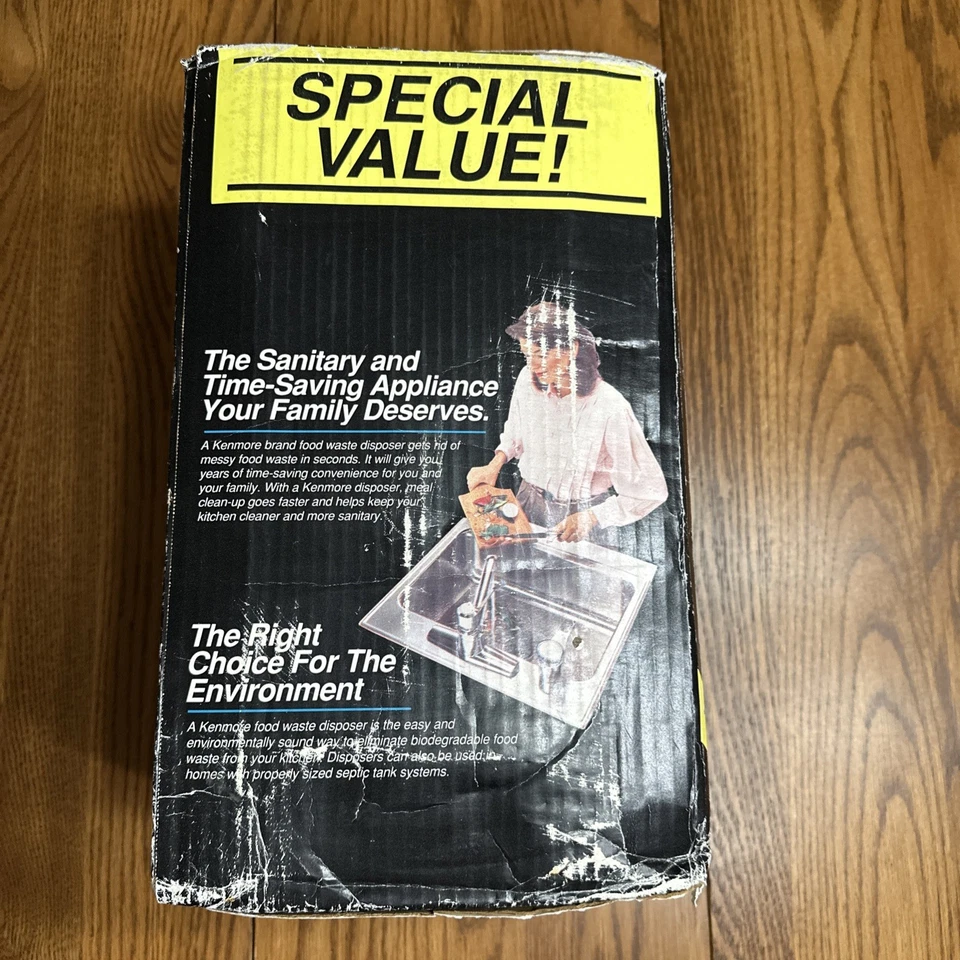 SPECIAL
VALUE!
The Sanitary and
Time-Saving Appliance
Your Family Deserves.
A Kenmore brand food waste disposer gets rid of
messy food waste in seconds. It will give you
years of time-saving convenience for you and
your family. With a Kenmore disposer, meal
clean-up goes faster and helps keep your
kitchen cleaner and more sanitary.
The Right
Choice For The
Environment
A Kenmore food waste disposer is the easy and
environmentally sound way to eliminate biodegradable food
waste from your kitchen. Disposers can also be used in
homes with properly sized septic tank systems.